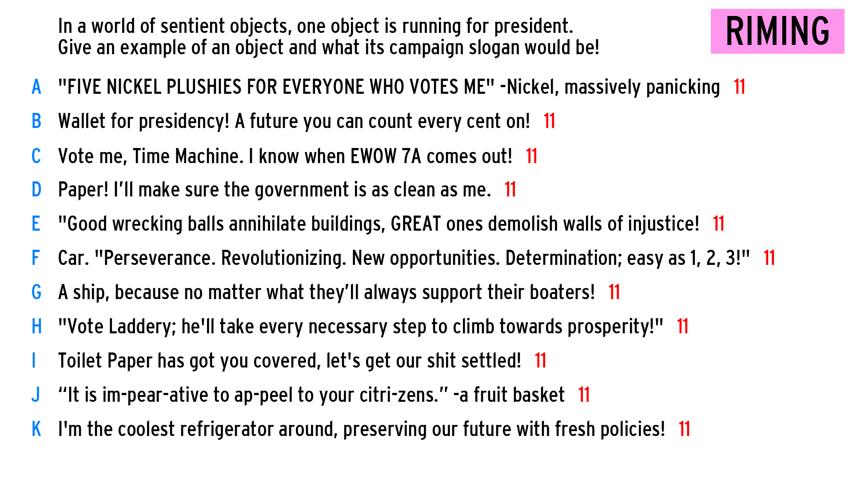 In a world of sentient objects, one object is running for president.
Give an example of an object and what its campaign slogan would be!
RIMING
A "FIVE NICKEL PLUSHIES FOR EVERYONE WHO VOTES ME" -Nickel, massively panicking 11
B Wallet for presidency! A future you can count every cent on! 11
C Vote me, Time Machine. I know when EWOW 7A comes out! 11
D Paper! I’ll make sure the government is as clean as me. 11
E "Good wrecking balls annihilate buildings, GREAT ones demolish walls of injustice! 11
F Car. "Perseverance. Revolutionizing. New opportunities. Determination; easy as 1, 2, 3!" 11
G A ship, because no matter what they’ll always support their boaters! 11
H "Vote Laddery; he'll take every necessary step to climb towards prosperity!" 11
I Toilet Paper has got you covered, let's get our shit settled! 11
J “It is im-pear-ative to ap-peel to your citri-zens.” -a fruit basket 11
K I'm the coolest refrigerator around, preserving our future with fresh policies! 11